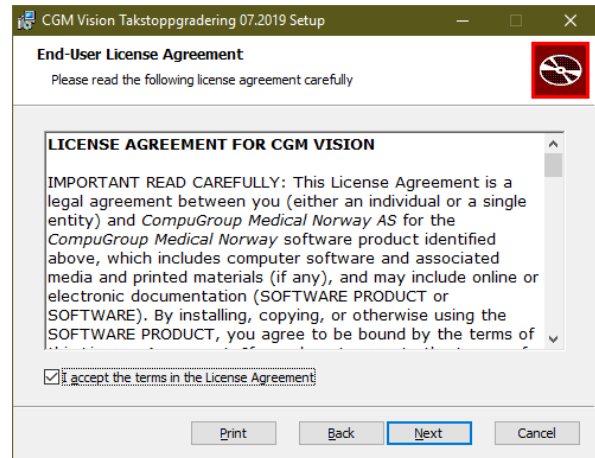 CGM Vision Takstoppgradering 07.2019 Setup
End-User License Agreement
Please read the following license agreement carefully
LICENSE AGREEMENT FOR CGM VISION
IMPORTANT READ CAREFULLY: This License Agreement is a
legal agreement between you (either an individual or a single
entity) and CompuGroup Medical Norway AS for the
CompuGroup Medical Norway software product identified
above, which includes computer software and associated
media and printed materials (if any), and may include online or
electronic documentation (SOFTWARE PRODUCT or
SOFTWARE). By installing, copying, or otherwise using the
SOFTWARE PRODUCT, you agree to be bound by the terms of
I accept the terms in the License Agreement
Print Back Next Cancel